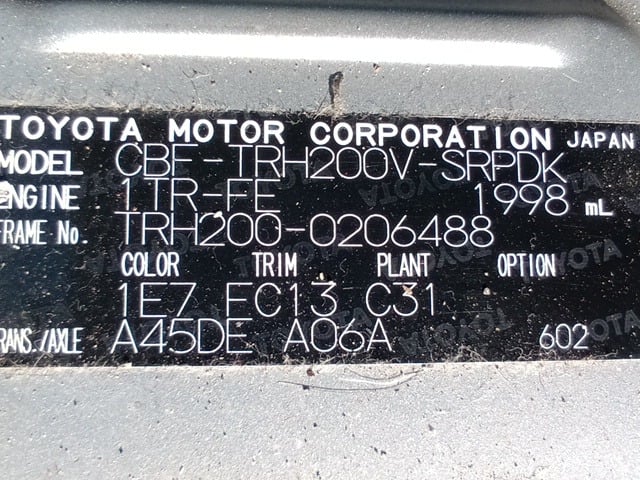 TOYOTA MOTOR CORPORATION JAPAN
MODEL CBF-TRH200V-SRPDK
ENGINE 1TR-FE 1998 mL
FRAME No. TRH200-0206488
COLOR TRIM PLANT OPTION
1E7 FC13 C31
TRANS./AXLE A45DE A06A 602